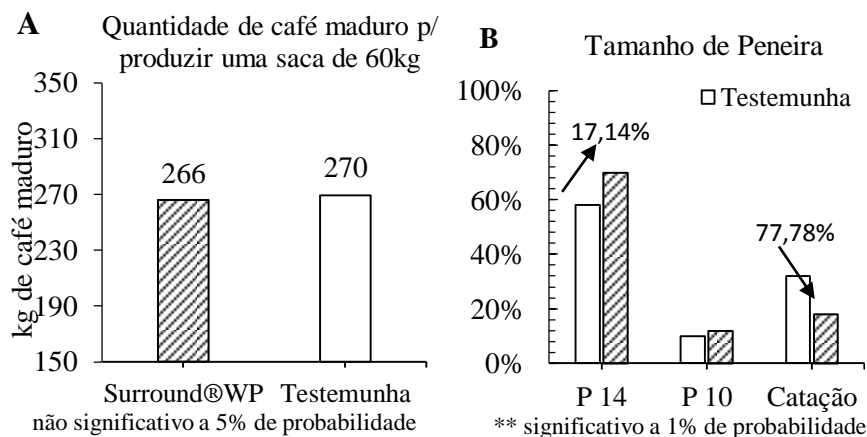 A
Quantidade de café maduro p/
produzir uma saca de 60kg
kg de café maduro
350
310
270
230
190
150
266
270
Surround®WP
Testemunha
não significativo a 5% de probabilidade
B
Tamanho de Peneira
Testemunha
100%
80%
60%
40%
20%
0%
17,14%
77,78%
P 14
P 10
Catação
** significativo a 1% de probabilidade